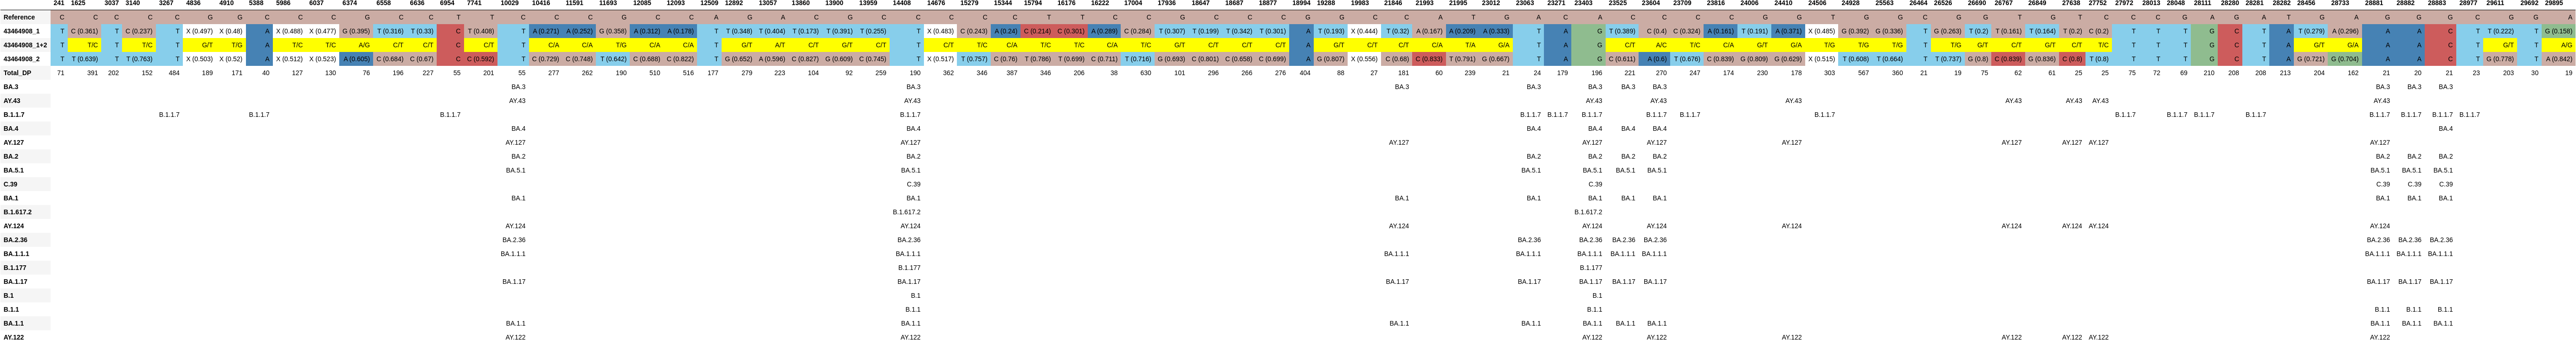 241 1625 3037 3140 3267 4836 4910 5388 5986 6037 6374 6558 6636 6954 7741 10029 10416 11591 11693 12085 12093 12509 12892 13057 13860 13900 13959 14408 14676 15279 15344 15794 16176 16222 17004 17936 18647 18687 18877 18994 19288 19983 21846 21993 21995 23012 23063 23271 23403 23525 23604 23709 23816 24006 24410 24506 24928 25563 26464 26526 26690 26767 26849 27638 27752 27972 28013 28048 28111 28280 28281 28282 28456 28733 28881 28882 28883 28977 29611 29692 29895
Reference
43464908_1 T C (0.361) T C (0.237) T X (0.497) X (0.48) A X (0.488) X (0.477) G (0.395) T (0.316) T (0.33) C T (0.408) T A (0.271) A (0.252) G (0.358) A (0.312) A (0.178) T T (0.348) T (0.404) T (0.173) T (0.391) T (0.255) T X (0.483) C (0.243) A (0.24) C (0.214) C (0.301) A (0.289) C (0.284) T (0.307) T (0.199) T (0.342) T (0.301) A T (0.193) X (0.444) T (0.32) A (0.167) A (0.209) A (0.333) T A G T (0.389) C (0.4) C (0.324) A (0.161) T (0.191) A (0.371) X (0.485) G (0.392) G (0.336) T G (0.263) T (0.2) T (0.161) T (0.164) T (0.2) C (0.2) T T T G C T A T (0.279) A (0.296) A A C T T (0.222) T G (0.158)
43464908_1+2 T T/C T T/C T G/T T/G A T/C T/C A/G C/T C/T C C/T T C/A C/A T/G C/A C/A T G/T A/T C/T G/T C/T T C/T T/C C/A T/C T/C C/A T/C G/T C/T C/T C/T A G/T C/T C/T C/A T/A G/A T A G C/T A/C T/C C/A G/T G/A T/G T/G T/G T T/G G/T C/T G/T C/T T/C T T T G C T A G/T G/A A A C T G/T T A/G
43464908_2 T T (0.639) T T (0.763) T X (0.503) X (0.52) A X (0.512) X (0.523) A (0.605) C (0.684) C (0.67) C C (0.592) T C (0.729) C (0.748) T (0.642) C (0.688) C (0.822) T G (0.652) A (0.596) C (0.827) G (0.609) C (0.745) T X (0.517) T (0.757) C (0.76) T (0.786) T (0.699) C (0.711) T (0.716) G (0.693) C (0.801) C (0.658) C (0.699) A G (0.807) X (0.556) C (0.68) C (0.833) T (0.791) G (0.667) T A G C (0.611) A (0.6) T (0.676) C (0.839) G (0.809) G (0.629) X (0.515) T (0.608) T (0.664) T T (0.737) G (0.8) C (0.839) G (0.836) C (0.8) T (0.8) T T T G C T A G (0.721) G (0.704) A A C T G (0.778) T A (0.842)
Total_DP 71 391 202 152 484 189 171 40 127 130 76 196 227 55 201 55 277 262 190 510 516 177 279 223 104 92 259 190 362 346 387 346 206 38 630 101 296 266 276 404 88 27 181 60 239 21 24 179 196 221 270 247 174 230 178 303 567 360 21 19 75 62 61 25 25 75 72 69 210 208 208 213 204 162 21 20 21 23 203 30 19
BA.3 BA.3 BA.3 BA.3 BA.3 BA.3 BA.3 BA.3 BA.3 BA.3 BA.3
AY.43 AY.43 AY.43 AY.43 AY.43 AY.43 AY.43 AY.43 AY.43 AY.43
B.1.1.7 B.1.1.7 B.1.1.7 B.1.1.7 B.1.1.7 B.1.1.7 B.1.1.7 B.1.1.7 B.1.1.7 B.1.1.7 B.1.1.7 B.1.1.7 B.1.1.7 B.1.1.7 B.1.1.7 B.1.1.7 B.1.1.7 B.1.1.7 B.1.1.7
BA.4 BA.4 BA.4 BA.4 BA.4 BA.4 BA.4 BA.4
AY.127 AY.127 AY.127 AY.127 AY.127 AY.127 AY.127 AY.127 AY.127 AY.127 AY.127
BA.2 BA.2 BA.2 BA.2 BA.2 BA.2 BA.2 BA.2 BA.2 BA.2
BA.5.1 BA.5.1 BA.5.1 BA.5.1 BA.5.1 BA.5.1 BA.5.1 BA.5.1 BA.5.1 BA.5.1
C.39 C.39 C.39 C.39 C.39 C.39
BA.1 BA.1 BA.1 BA.1 BA.1 BA.1 BA.1 BA.1 BA.1 BA.1 BA.1
B.1.617.2 B.1.617.2 B.1.617.2
AY.124 AY.124 AY.124 AY.124 AY.124 AY.124 AY.124 AY.124 AY.124 AY.124 AY.124
BA.2.36 BA.2.36 BA.2.36 BA.2.36 BA.2.36 BA.2.36 BA.2.36 BA.2.36 BA.2.36 BA.2.36
BA.1.1.1 BA.1.1.1 BA.1.1.1 BA.1.1.1 BA.1.1.1 BA.1.1.1 BA.1.1.1 BA.1.1.1 BA.1.1.1 BA.1.1.1 BA.1.1.1
B.1.177 B.1.177 B.1.177
BA.1.17 BA.1.17 BA.1.17 BA.1.17 BA.1.17 BA.1.17 BA.1.17 BA.1.17 BA.1.17 BA.1.17 BA.1.17
B.1 B.1 B.1
B.1.1 B.1.1 B.1.1 B.1.1 B.1.1 B.1.1
BA.1.1 BA.1.1 BA.1.1 BA.1.1 BA.1.1 BA.1.1 BA.1.1 BA.1.1 BA.1.1 BA.1.1 BA.1.1
AY.122 AY.122 AY.122 AY.122 AY.122 AY.122 AY.122 AY.122 AY.122 AY.122